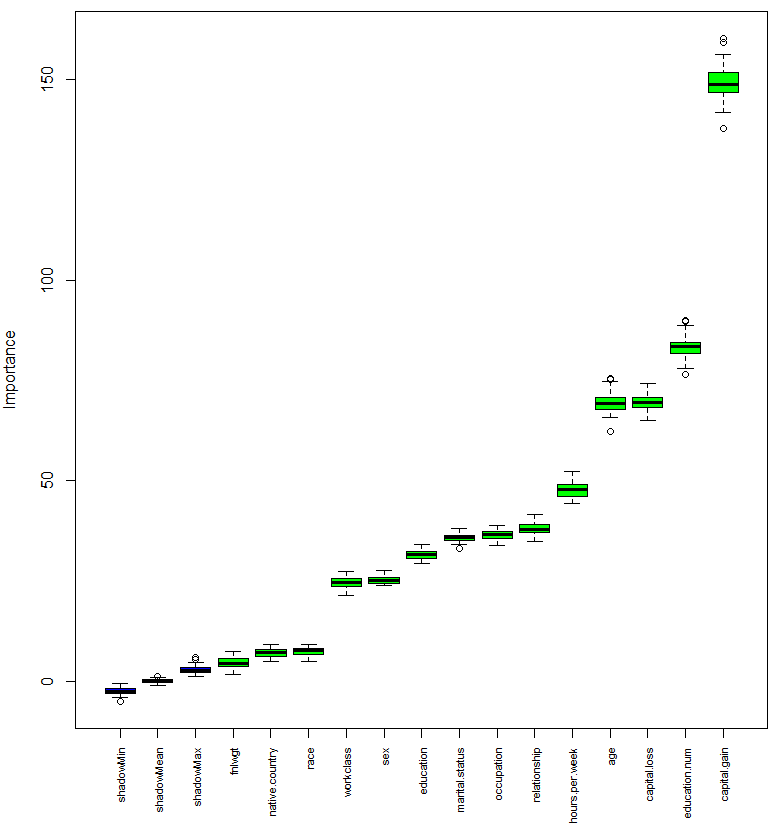 Importance
150
100
50
0
shadowMin
shadowMean
shadowMax
fnlwgt
native.country
race
workclass
sex
education
marital.status
occupation
relationship
hours.per.week
age
capital.loss
education.num
capital.gain